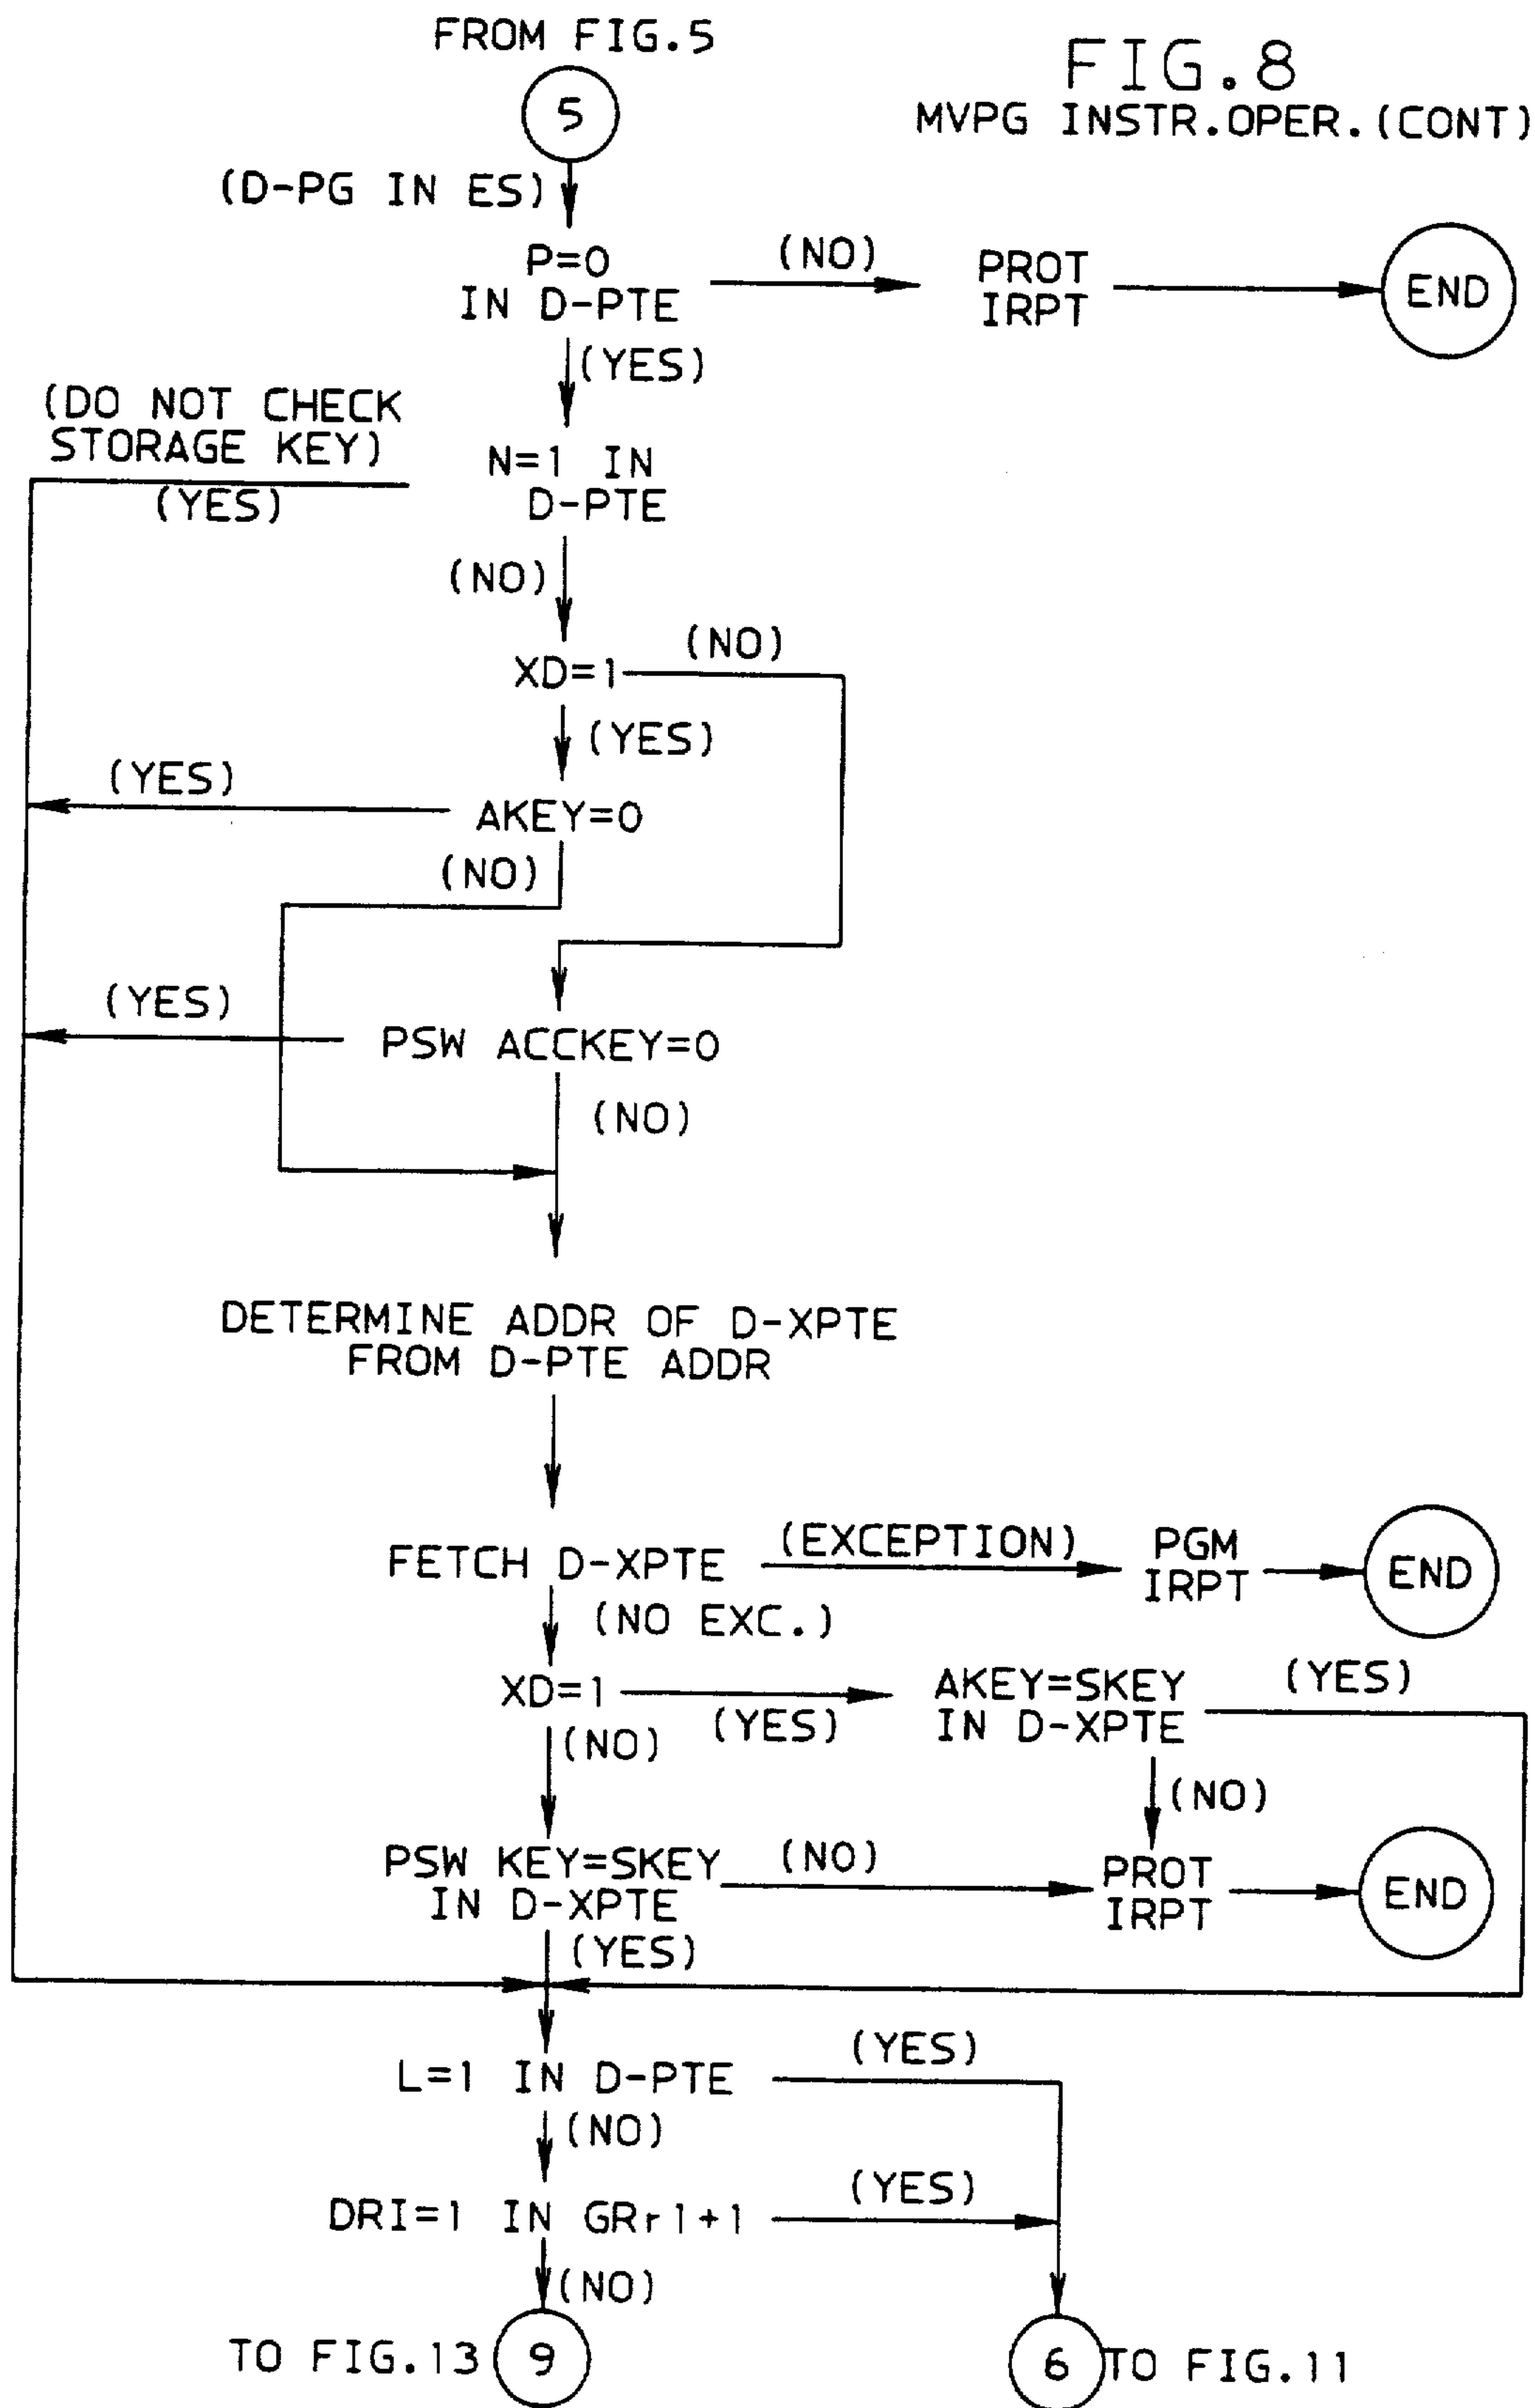 FROM FIG.5
5
FIG.8
MVPG INSTR.OPER.(CONT)
(D-PG IN ES)
P=0
IN D-PTE
(NO)
PROT
IRPT
END
(YES)
(DO NOT CHECK
STORAGE KEY)
(YES)
N=1 IN
D-PTE
(NO)
XD=1
(NO)
(YES)
(YES)
AKEY=0
(NO)
(YES)
PSW ACCKEY=0
(NO)
DETERMINE ADDR OF D-XPTE
FROM D-PTE ADDR
FETCH D-XPTE
(EXCEPTION)
PGM
IRPT
END
(NO EXC.)
XD=1
(YES)
AKEY=SKEY
IN D-XPTE
(YES)
(NO)
(NO)
PSW KEY=SKEY
IN D-XPTE
(NO)
PROT
IRPT
END
(YES)
L=1 IN D-PTE
(YES)
(NO)
DRI=1 IN GRr1+1
(YES)
(NO)
TO FIG.13
9
6
TO FIG.11